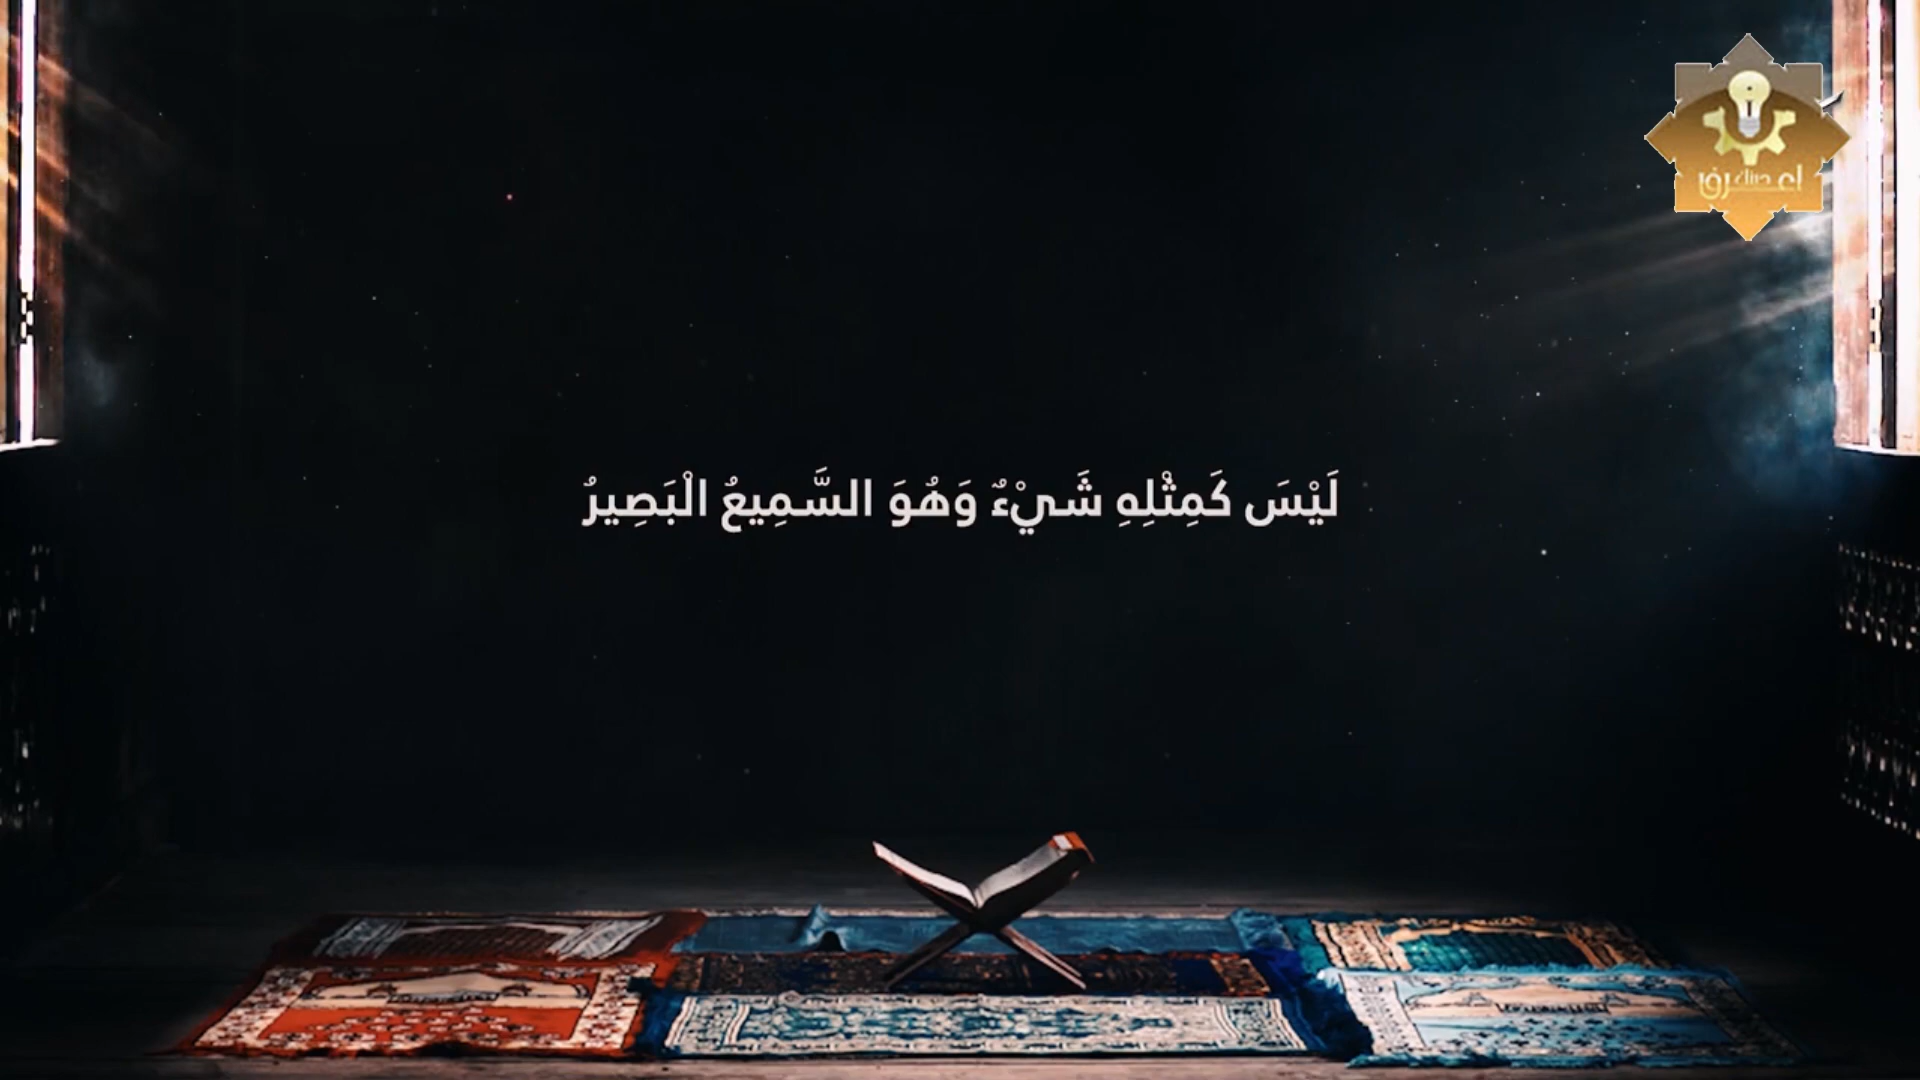 لَيْسَ كَمِثْلِهِ شَيْءٌ وَهُوَ السَّمِيعُ الْبَصِيرُ